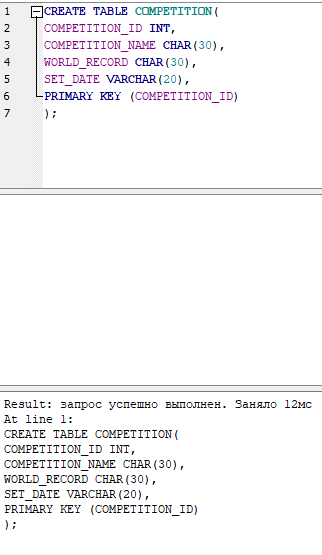 1 CREATE TABLE COMPETITION(
2 COMPETITION_ID INT,
3 COMPETITION_NAME CHAR(30),
4 WORLD_RECORD CHAR(30),
5 SET_DATE VARCHAR(20),
6 PRIMARY KEY (COMPETITION_ID)
7 );
Result: запрос успешно выполнен. Заняло 12мс
At line 1:
CREATE TABLE COMPETITION(
COMPETITION_ID INT,
COMPETITION_NAME CHAR(30),
WORLD_RECORD CHAR(30),
SET_DATE VARCHAR(20),
PRIMARY KEY (COMPETITION_ID)
);